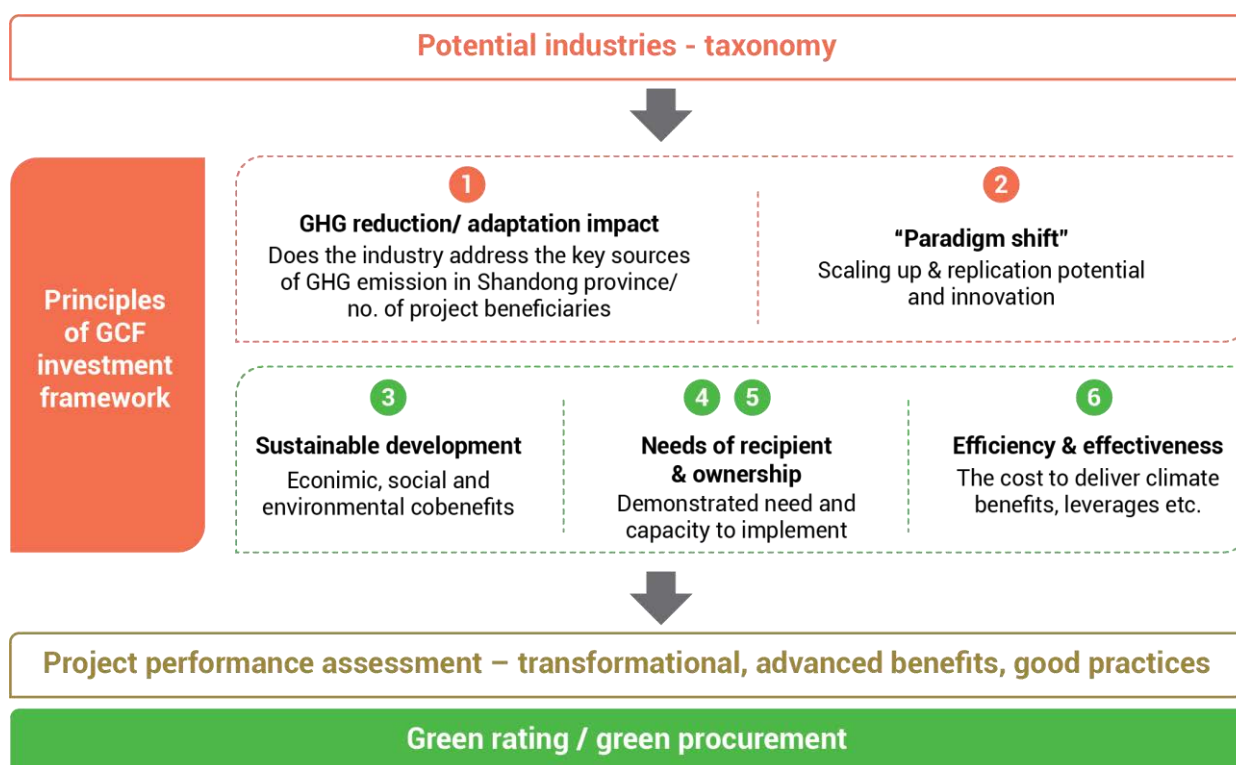 Potential industries - taxonomy
Principles
of GCF
investment
framework
1
GHG reduction/ adaptation impact
Does the industry address the key sources
of GHG emission in Shandong province/
no. of project beneficiaries
2
“Paradigm shift”
Scaling up & replication potential
and innovation
3
Sustainable development
Econimic, social and
environmental cobenefits
4 5
Needs of recipient
& ownership
Demonstrated need and
capacity to implement
6
Efficiency & effectiveness
The cost to deliver climate
benefits, leverages etc.
Project performance assessment – transformational, advanced benefits, good practices
Green rating / green procurement